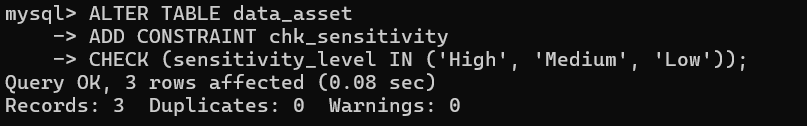 mysql> ALTER TABLE data_asset
    -> ADD CONSTRAINT chk_sensitivity
    -> CHECK (sensitivity_level IN ('High', 'Medium', 'Low'));
Query OK, 3 rows affected (0.08 sec)
Records: 3  Duplicates: 0  Warnings: 0